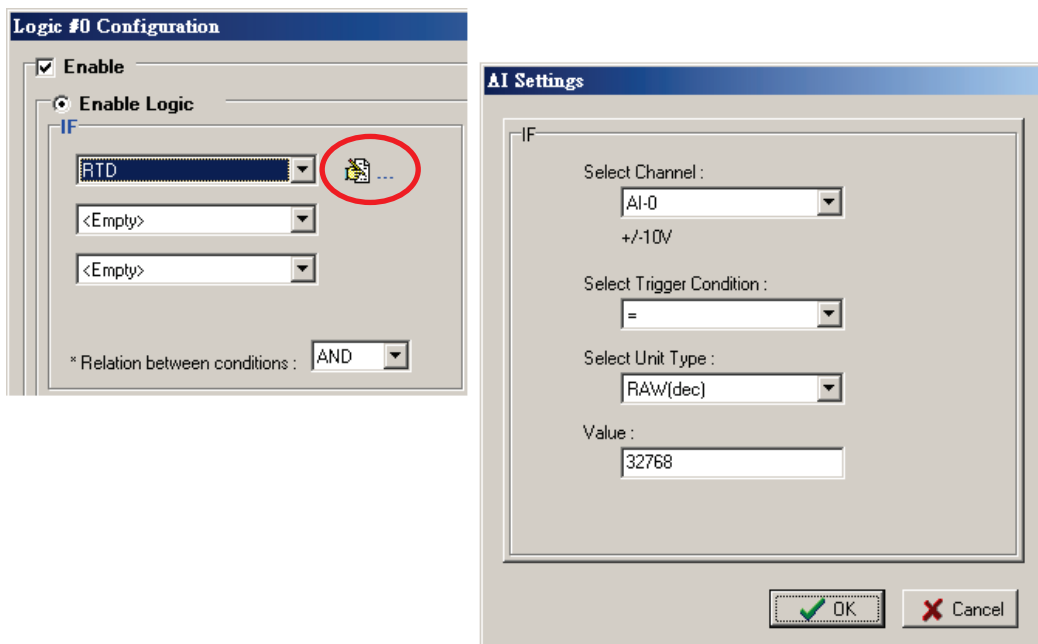 Logic #0 Configuration
Enable
Enable Logic
IF
RTD
...
<Empty>
<Empty>
* Relation between conditions : AND
AI Settings
IF
Select Channel :
AI-0
+/-10V
Select Trigger Condition :
=
Select Unit Type :
RAW(dec)
Value :
32768
OK Cancel